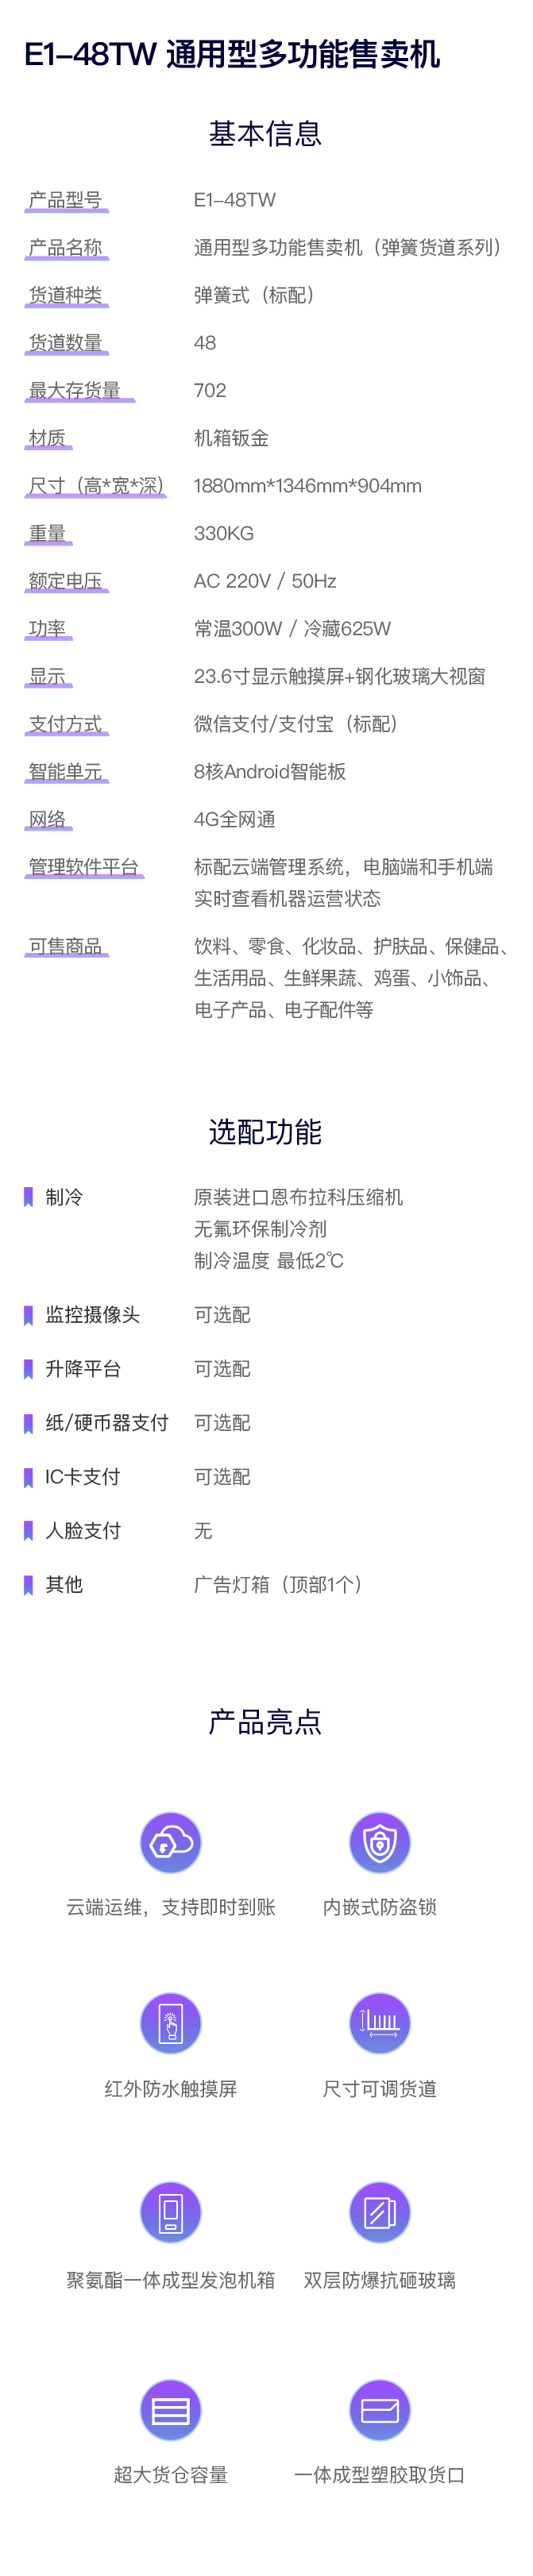 E1-48TW 通用型多功能售卖机
基本信息
产品型号 E1-48TW
产品名称 通用型多功能售卖机（弹簧货道系列）
货道种类 弹簧式（标配）
货道数量 48
最大存货量 702
材质 机箱钣金
尺寸（高*宽*深） 1880mm*1346mm*904mm
重量 330KG
额定电压 AC 220V / 50Hz
功率 常温300W / 冷藏625W
显示 23.6寸显示触摸屏+钢化玻璃大视窗
支付方式 微信支付/支付宝（标配）
智能单元 8核Android智能板
网络 4G全网通
管理软件平台 标配云端管理系统，电脑端和手机端
实时查看机器运营状态
可售商品 饮料、零食、化妆品、护肤品、保健品、
生活用品、生鲜果蔬、鸡蛋、小饰品、
电子产品、电子配件等
选配功能
制冷 原装进口恩布拉科压缩机
无氟环保制冷剂
制冷温度 最低2℃
监控摄像头 可选配
升降平台 可选配
纸/硬币器支付 可选配
IC卡支付 可选配
人脸支付 无
其他 广告灯箱（顶部1个）
产品亮点
云端运维，支持即时到账 内嵌式防盗锁
红外防水触摸屏 尺寸可调货道
聚氨酯一体成型发泡机箱 双层防爆抗砸玻璃
超大货仓容量 一体成型塑胶取货口